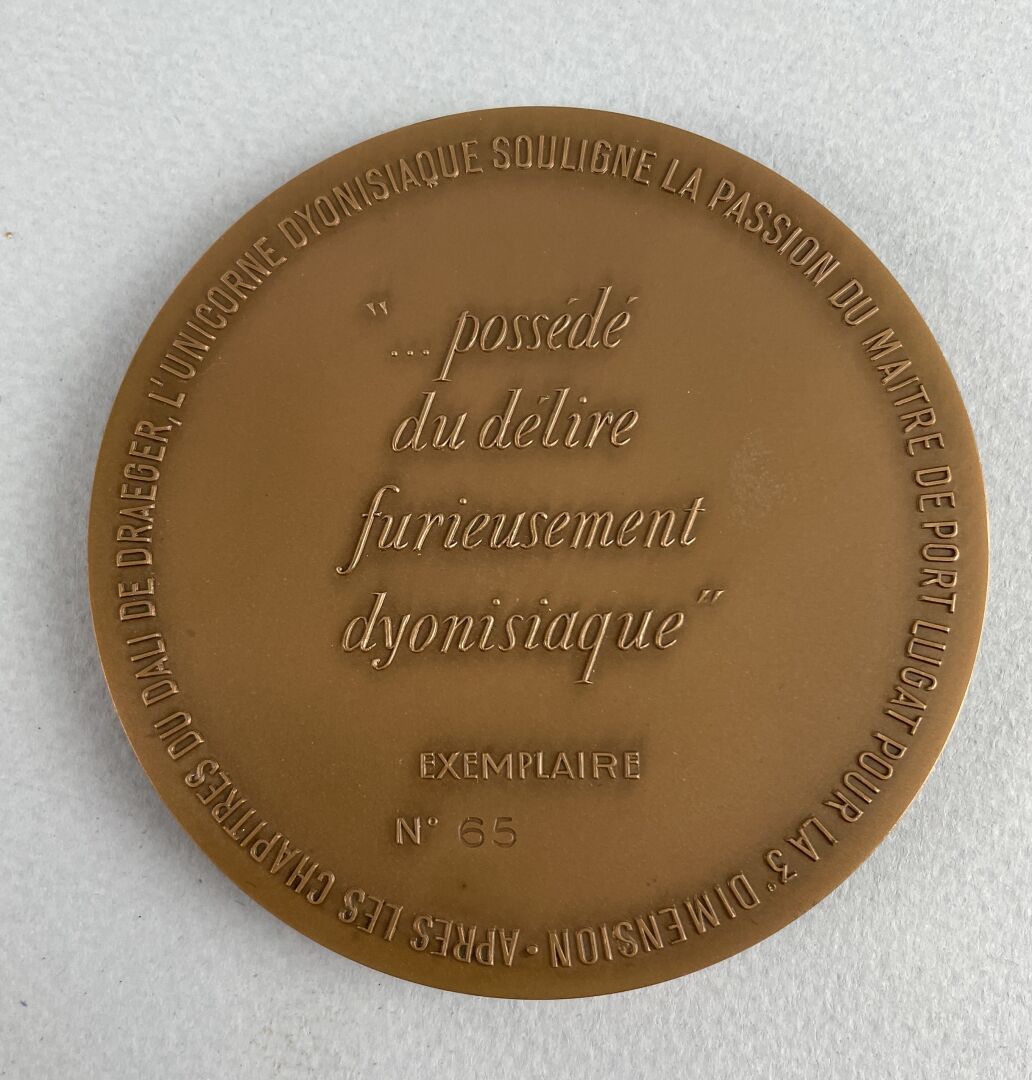 APRES LES CHAPITRES DU DALI DE DRAEGER, L'UNICORNE DYONISIAQUE SOULIGNE LA PASSION DU MAITRE DE PORT LLIGAT POUR LA 3° DIMENSION •
"... possédé
du délire
furieusement
dyonisiaque"
EXEMPLAIRE
N° 65